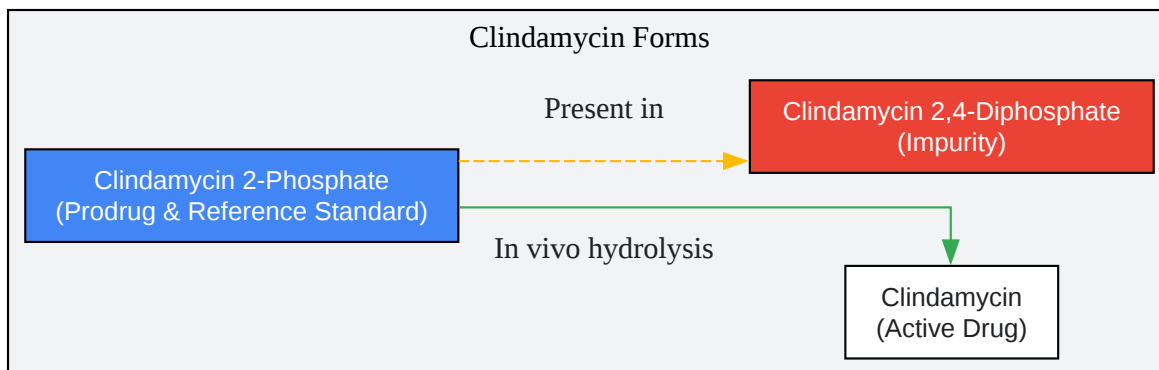 Clindamycin Forms
Present in
Clindamycin 2,4-Diphosphate
(Impurity)
Clindamycin 2-Phosphate
(Prodrug & Reference Standard)
In vivo hydrolysis
Clindamycin
(Active Drug)